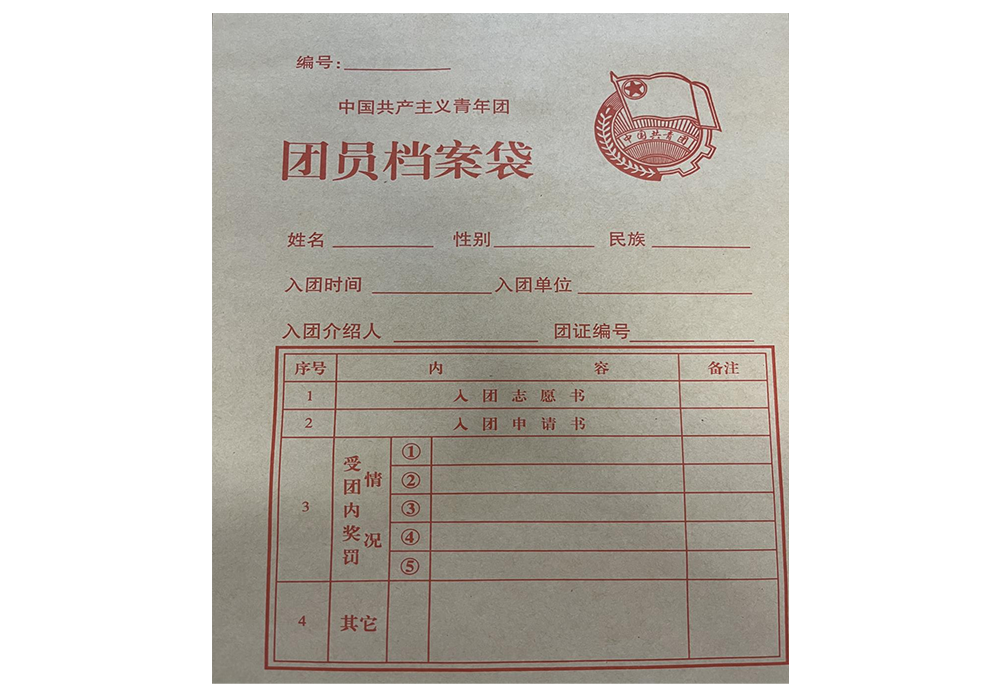 编号:
中国共产主义青年团
团员档案袋
中国共青团
姓名 性别 民族
入团时间 入团单位
入团介绍人 团证编号
序号 内 容 备注
1 入团志愿书
2 入团申请书
3 受团内奖罚情况 ①
②
③
④
⑤
4 其它